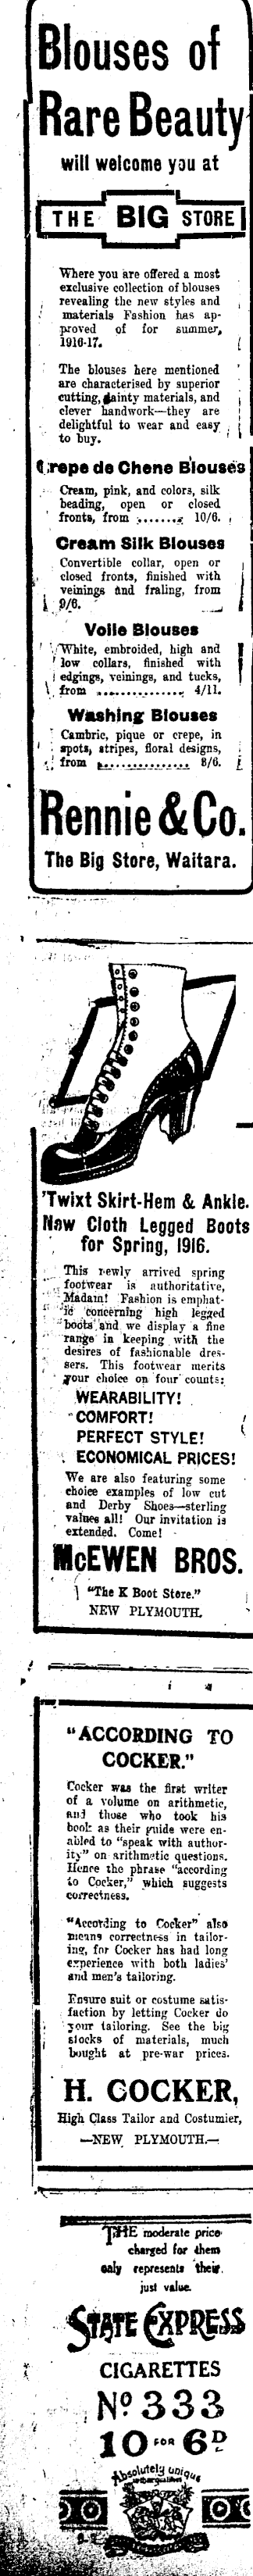 Blouses of
Rare Beauty
will welcome you at
THE BIG STORE
Where you are offered a most
exclusive collection of blouses
revealing the new styles and
materials Fashion has ap-
proved of for summer,
1916-17.
The blouses here mentioned
are characterised by superior
cutting, dainty materials, and
clever handwork—they are
delightful to wear and easy
to buy.
Crepe de Chene Blouses
Cream, pink, and colors, silk
beading, open or closed
fronts, from ........ 10/6.
Cream Silk Blouses
Convertible collar, open or
closed fronts, finished with
veinings and fraling, from
9/6.
Voile Blouses
White, embroided, high and
low collars, finished with
edgings, veinings, and tucks,
from .............. 4/11.
Washing Blouses
Cambric, pique or crepe, in
spots, stripes, floral designs,
from ................ 8/6.
Rennie & Co.
The Big Store, Waitara.
'Twixt Skirt-Hem & Ankle.
New Cloth Legged Boots
for Spring, 1916.
This newly arrived spring
footwear is authoritative,
Madam! Fashion is emphat-
ic concerning high legged
boots and we display a fine
range in keeping with the
desires of fashionable dres-
sers. This footwear merits
your choice on four counts:
WEARABILITY!
COMFORT!
PERFECT STYLE!
ECONOMICAL PRICES!
We are also featuring some
choice examples of low cut
and Derby Shoes—sterling
values all! Our invitation is
extended. Come!
McEWEN BROS.
"The K Boot Store."
NEW PLYMOUTH.
"ACCORDING TO
COCKER."
Cocker was the first writer
of a volume on arithmetic,
and those who took his
book as their guide were en-
abled to "speak with author-
ity" on arithmetic questions.
Hence the phrase "according
to Cocker," which suggests
correctness.
"According to Cocker" also
means correctness in tailor-
ing, for Cocker has had long
experience with both ladies'
and men's tailoring.
Ensure suit or costume satis-
faction by letting Cocker do
your tailoring. See the big
stocks of materials, much
bought at pre-war prices.
H. COCKER,
High Class Tailor and Costumier,
—NEW PLYMOUTH.—
THE moderate price
charged for them
only represents their
just value.
STATE EXPRESS
CIGARETTES
No 333
10 FOR 6D
Absolutely unique